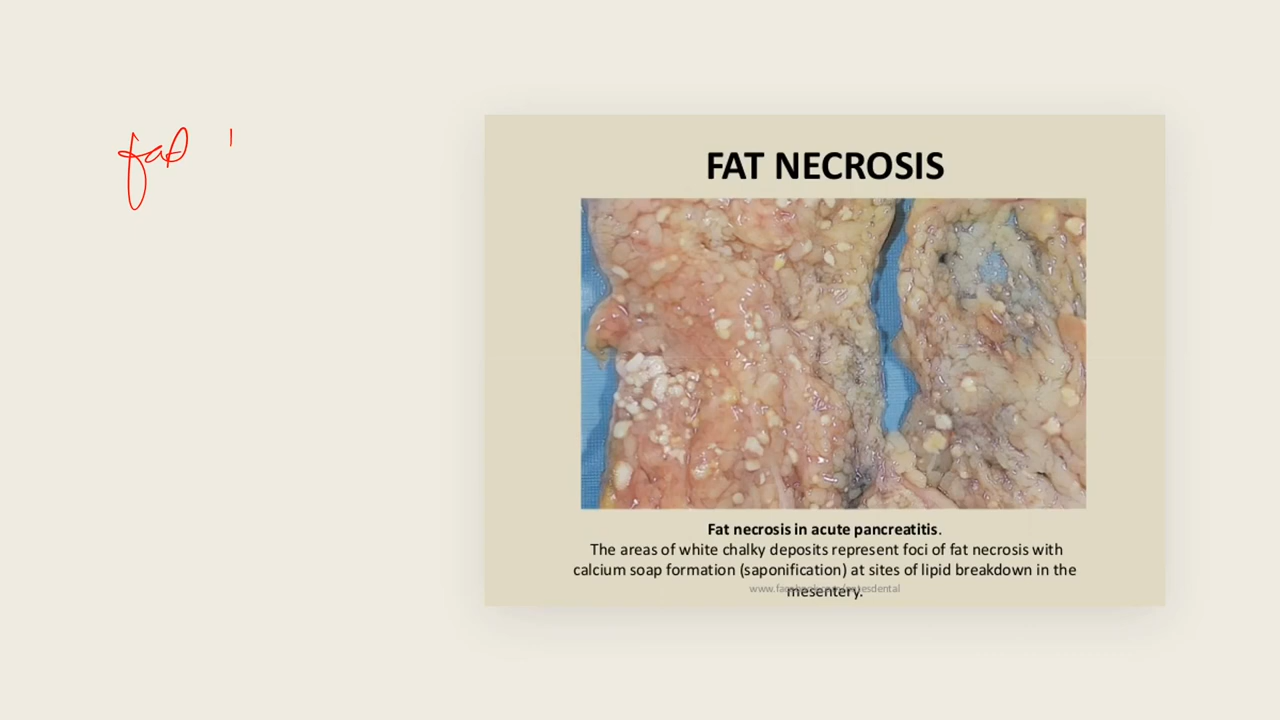 fat
FAT NECROSIS
Fat necrosis in acute pancreatitis.
The areas of white chalky deposits represent foci of fat necrosis with
calcium soap formation (saponification) at sites of lipid breakdown in the
mesentery.